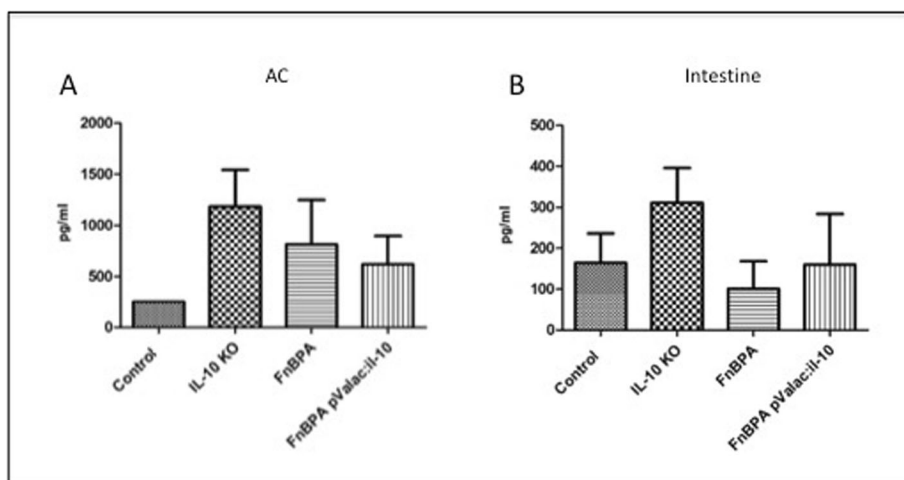 A
AC
pg/ml
2000
1500
1000
500
0
Control
IL-10 KO
FnBPA
FnBPA pValac:il-10
B
Intestine
pg/ml
500
400
300
200
100
0
Control
IL-10 KO
FnBPA
FnBPA pValac:il-10